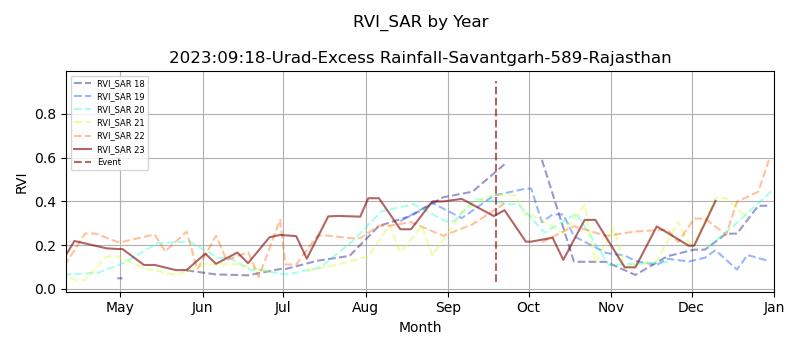 RVI_SAR by Year
2023:09:18-Urad-Excess Rainfall-Savantgarh-589-Rajasthan
RVI_SAR 18
RVI_SAR 19
RVI_SAR 20
RVI_SAR 21
RVI_SAR 22
RVI_SAR 23
Event
0.8
0.6
0.4
0.2
0.0
RVI
May Jun Jul Aug Sep Oct Nov Dec Jan
Month